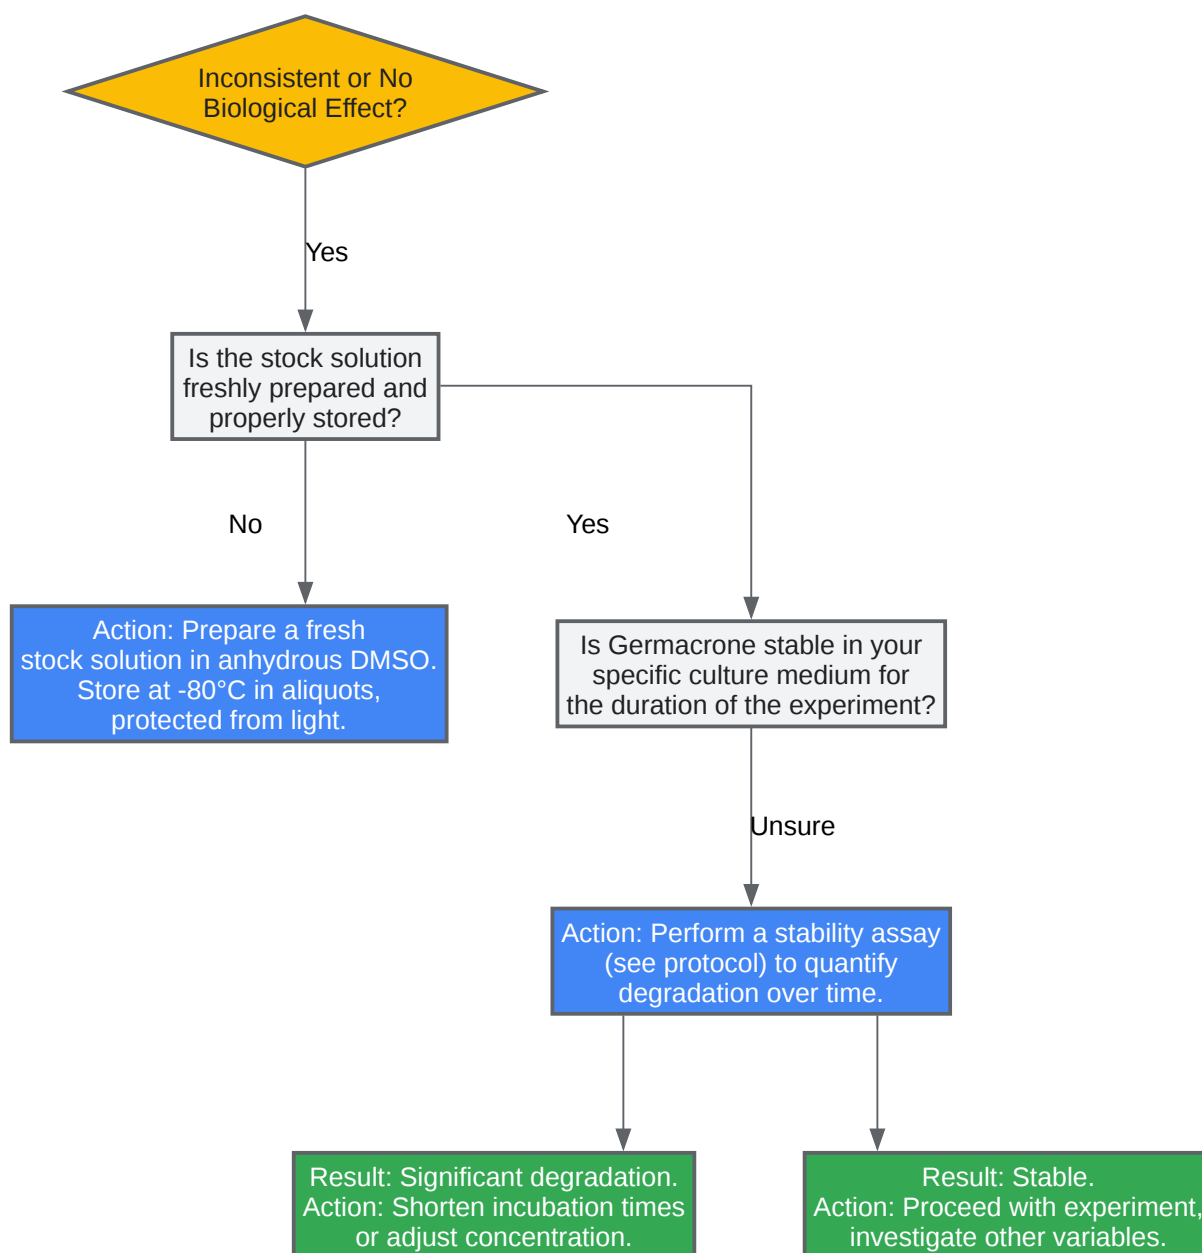 Inconsistent or No
Biological Effect?
Yes
Is the stock solution
freshly prepared and
properly stored?
No
Yes
Action: Prepare a fresh
stock solution in anhydrous DMSO.
Store at -80°C in aliquots,
protected from light.
Is Germacrone stable in your
specific culture medium for
the duration of the experiment?
Unsure
Action: Perform a stability assay
(see protocol) to quantify
degradation over time.
Result: Significant degradation.
Action: Shorten incubation times
or adjust concentration.
Result: Stable.
Action: Proceed with experiment,
investigate other variables.